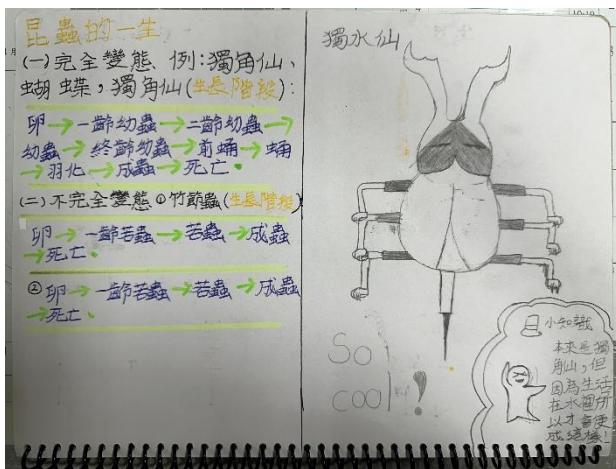 昆蟲的一生
(一)完全變態、例:獨角仙、
蝴蝶,獨角仙(生長階段):
卵→一齡幼蟲→二齡幼蟲→
幼蟲→終齡幼蟲→前蛹→蛹
→羽化→成蟲→死亡.
(二)不完全變態①竹節蟲(生長階段)
卵→一齡若蟲→若蟲→成蟲
→死亡.
②卵→一齡若蟲→若蟲→成蟲
→死亡.
獨水仙
So
cool!
小知識
本來是獨
角仙,但
因為生活
在水裡所
以才會變
成這樣!